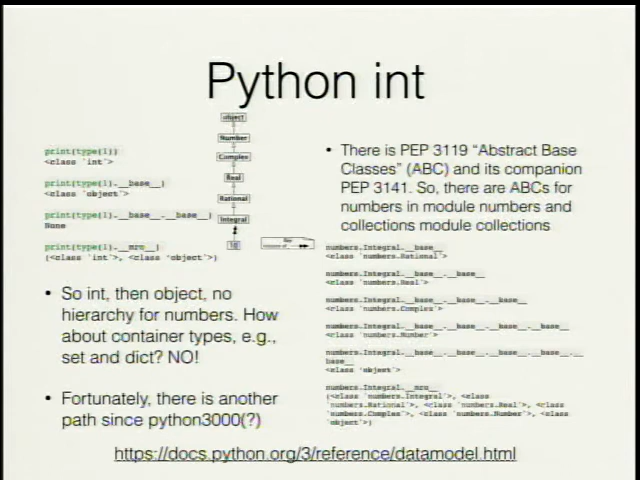 Python int
print(type(1))
<class 'int'>
print(type(1).__base__)
<class 'object'>
print(type(1).__base__.__base__)
None
print(type(1).__mro__)
(<class 'int'>, <class 'object'>)
• So int, then object, no
hierarchy for numbers. How
about container types, e.g.,
set and dict? NO!
• Fortunately, there is another
path since python3000(?)
object
Number
Complex
Real
Rational
Integral
10
• There is PEP 3119 “Abstract Base
Classes” (ABC) and its companion
PEP 3141. So, there are ABCs for
numbers in module numbers and
collections module collections
numbers.Integral.__base__
<class 'numbers.Rational'>
numbers.Integral.__base__.__base__
<class 'numbers.Real'>
numbers.Integral.__base__.__base__.__base__
<class 'numbers.Complex'>
numbers.Integral.__base__.__base__.__base__.__base__
<class 'numbers.Number'>
numbers.Integral.__base__.__base__.__base__.__base__.__
base__
<class 'object'>
numbers.Integral.__mro__
(<class 'numbers.Integral'>, <class
'numbers.Rational'>, <class 'numbers.Real'>, <class
'numbers.Complex'>, <class 'numbers.Number'>, <class
'object'>)
https://docs.python.org/3/reference/datamodel.html